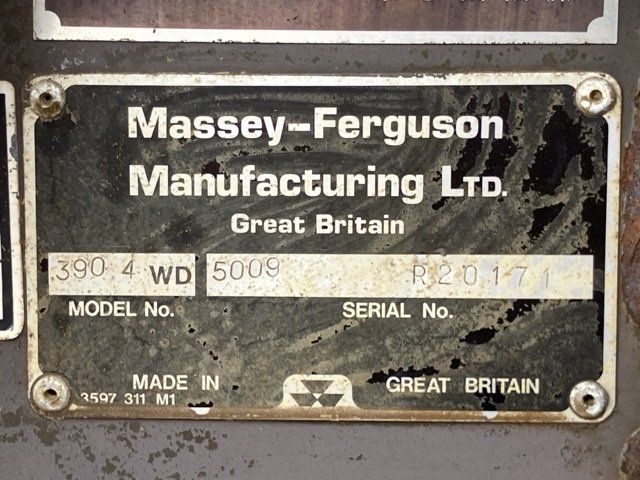 Massey-Ferguson
Manufacturing LTD.
Great Britain
390 4 WD 5009 R20171
MODEL No. SERIAL No.
MADE IN GREAT BRITAIN
3597 311 M1